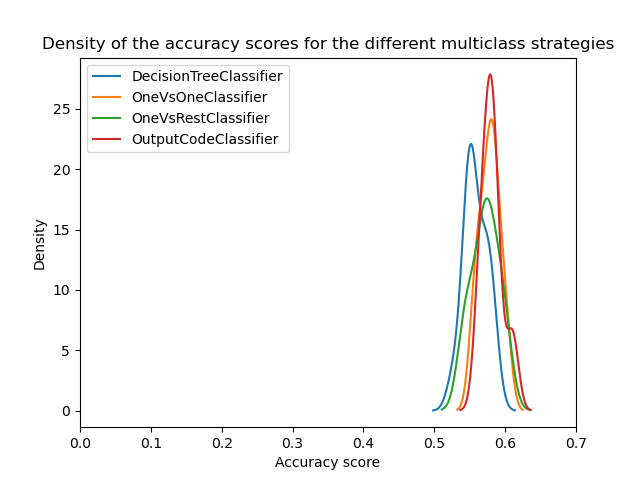 Density of the accuracy scores for the different multiclass strategies
DecisionTreeClassifier
OneVsOneClassifier
OneVsRestClassifier
OutputCodeClassifier
25
20
15
10
5
0
Density
0.0 0.1 0.2 0.3 0.4 0.5 0.6 0.7
Accuracy score